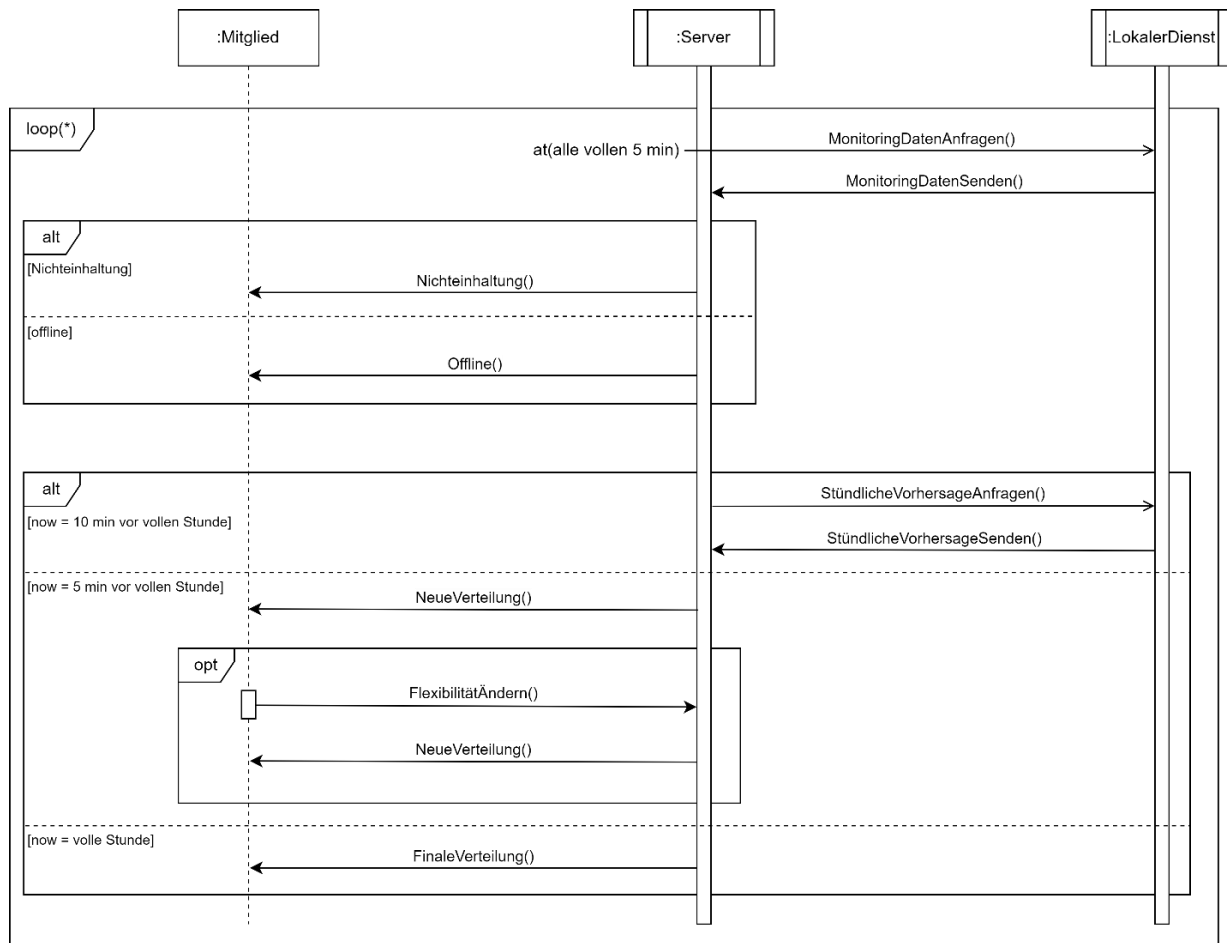 :Mitglied
:Server
:LokalerDienst
loop(*)
at(alle vollen 5 min)
MonitoringDatenAnfragen()
MonitoringDatenSenden()
alt
[Nichteinhaltung]
Nichteinhaltung()
[offline]
Offline()
alt
[now = 10 min vor vollen Stunde]
StündlicheVorhersageAnfragen()
StündlicheVorhersageSenden()
[now = 5 min vor vollen Stunde]
NeueVerteilung()
opt
FlexibilitätÄndern()
NeueVerteilung()
[now = volle Stunde]
FinaleVerteilung()